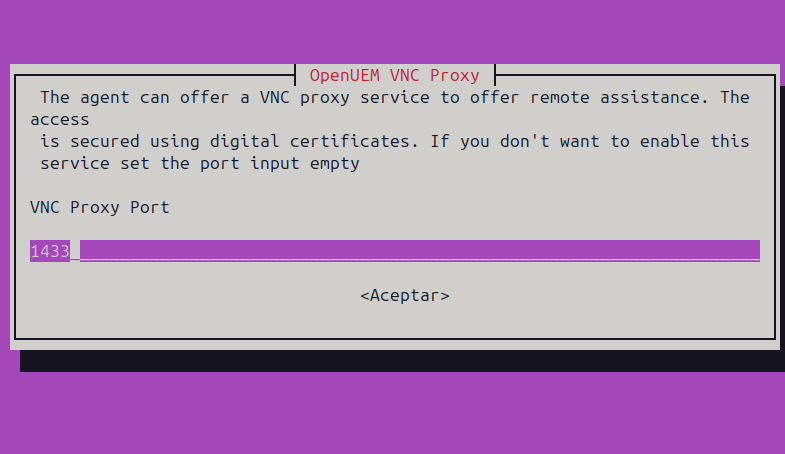 OpenUEM VNC Proxy
The agent can offer a VNC proxy service to offer remote assistance. The
access
is secured using digital certificates. If you don't want to enable this
service set the port input empty
VNC Proxy Port
1433
<Aceptar>